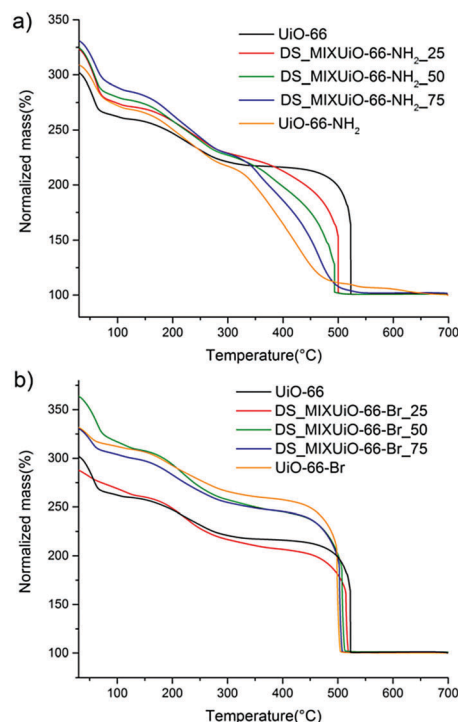 a)
UiO-66
DS_MIXUiO-66-NH₂_25
DS_MIXUiO-66-NH₂_50
DS_MIXUiO-66-NH₂_75
UiO-66-NH₂
Normalized mass(%)
350
300
250
200
150
100
100 200 300 400 500 600 700
Temperature(°C)
b)
UiO-66
DS_MIXUiO-66-Br_25
DS_MIXUiO-66-Br_50
DS_MIXUiO-66-Br_75
UiO-66-Br
Normalized mass(%)
350
300
250
200
150
100
100 200 300 400 500 600 700
Temperature(°C)